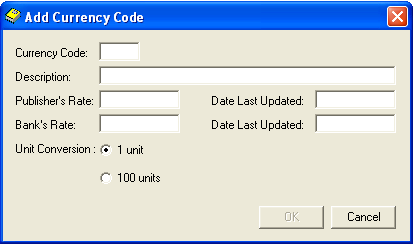 Add Currency Code
Currency Code:
Description:
Publisher's Rate: Date Last Updated:
Bank's Rate: Date Last Updated:
Unit Conversion : 1 unit
100 units
OK Cancel